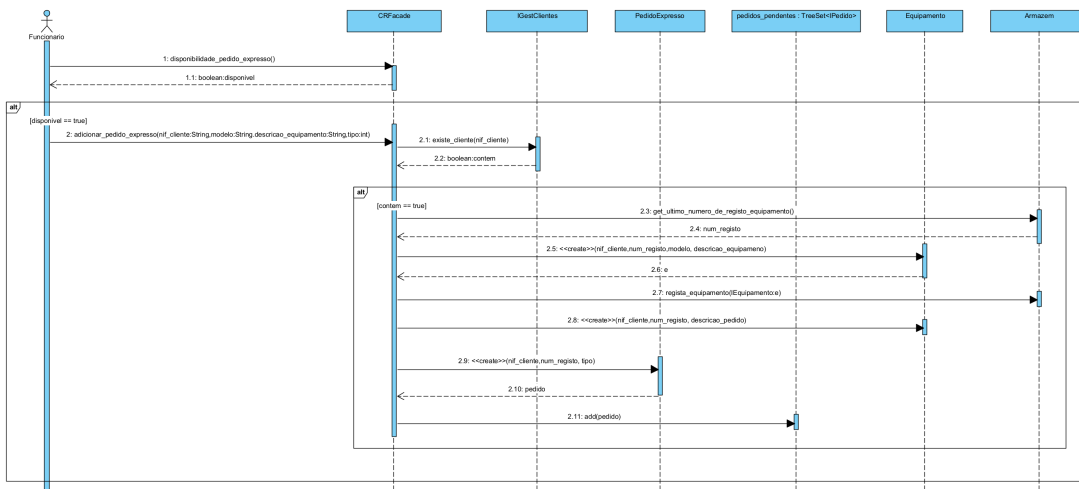 CRFacade
IGestClientes
PedidoExpresso
pedidos_pendentes : TreeSet<IPedido>
Equipamento
Armazem
Funcionario
1: disponibilidade_pedido_expresso()
1.1: boolean:disponivel
alt
[disponivel == true]
2: adicionar_pedido_expresso(nif_cliente:String,modelo:String,descricao_equipamento:String,tipo:int)
2.1: existe_cliente(nif_cliente)
2.2: boolean:contem
alt
[contem == true]
2.3: get_ultimo_numero_de_registo_equipamento()
2.4: num_registo
2.5: <<create>>(nif_cliente,num_registo,modelo, descricao_equipameno)
2.6: e
2.7: regista_equipamento(IEquipamento:e)
2.8: <<create>>(nif_cliente,num_registo, descricao_pedido)
2.9: <<create>>(nif_cliente,num_registo, tipo)
2.10: pedido
2.11: add(pedido)